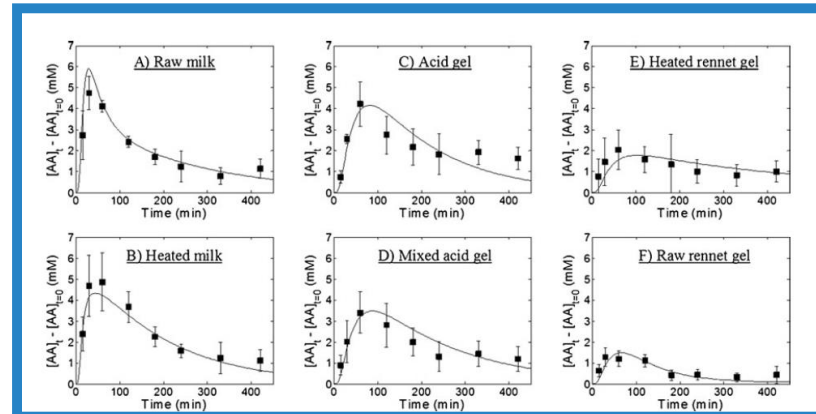 A) Raw milk
[AA]t - [AA]t=0 (mM)
7
6
5
4
3
2
1
0
0 100 200 300 400
Time (min)
C) Acid gel
[AA]t - [AA]t=0 (mM)
7
6
5
4
3
2
1
0
0 100 200 300 400
Time (min)
E) Heated rennet gel
[AA]t - [AA]t=0 (mM)
7
6
5
4
3
2
1
0
0 100 200 300 400
Time (min)
B) Heated milk
[AA]t - [AA]t=0 (mM)
7
6
5
4
3
2
1
0
0 100 200 300 400
Time (min)
D) Mixed acid gel
[AA]t - [AA]t=0 (mM)
7
6
5
4
3
2
1
0
0 100 200 300 400
Time (min)
F) Raw rennet gel
[AA]t - [AA]t=0 (mM)
7
6
5
4
3
2
1
0
0 100 200 300 400
Time (min)